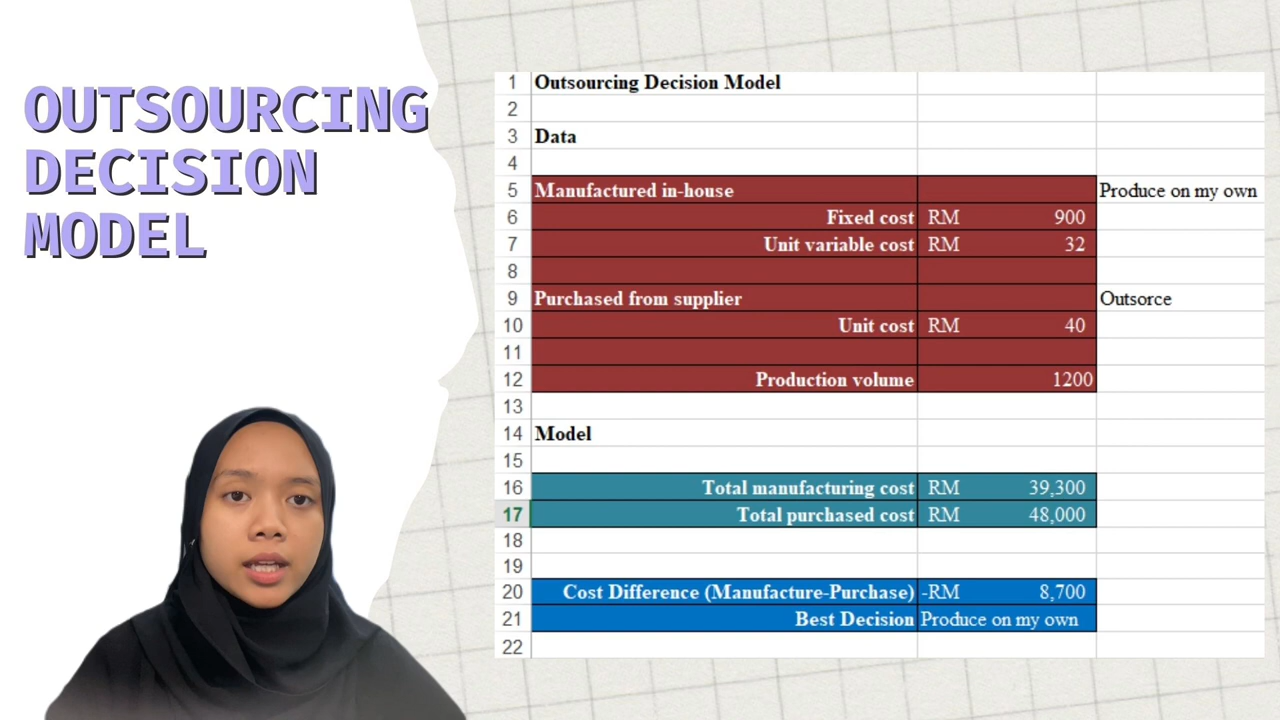 OUTSOURCING
DECISION
MODEL
1 Outsourcing Decision Model
2
3 Data
4
5 Manufactured in-house Produce on my own
6 Fixed cost RM 900
7 Unit variable cost RM 32
8
9 Purchased from supplier Outsorce
10 Unit cost RM 40
11
12 Production volume 1200
13
14 Model
15
16 Total manufacturing cost RM 39,300
17 Total purchased cost RM 48,000
18
19
20 Cost Difference (Manufacture-Purchase) -RM 8,700
21 Best Decision Produce on my own
22